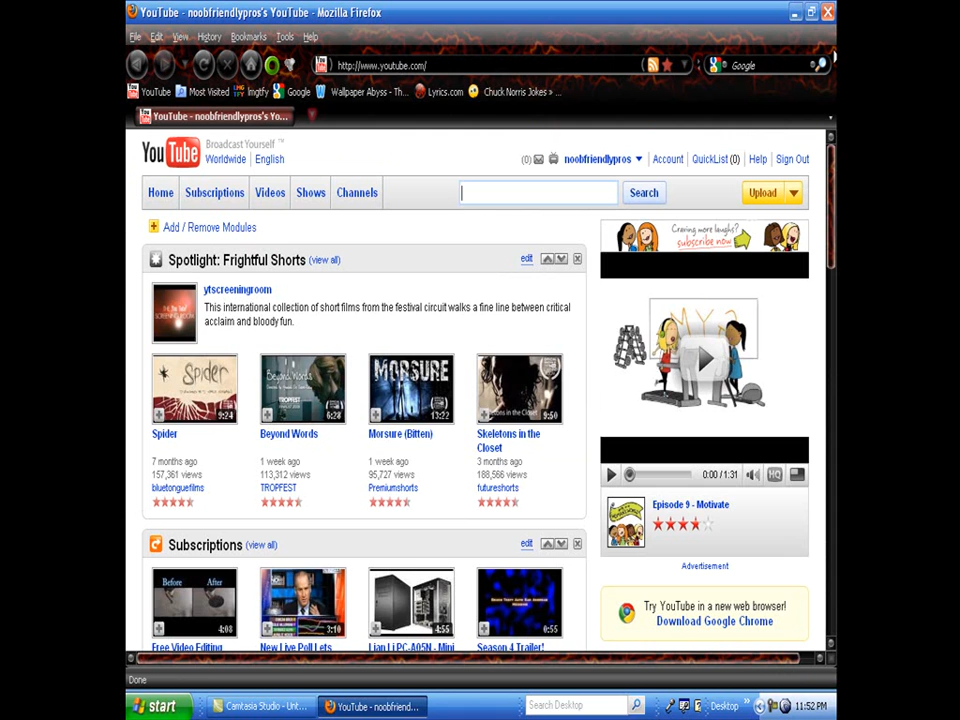 YouTube - noobfriendlypros's YouTube - Mozilla Firefox
File Edit View History Bookmarks Tools Help
http://www.youtube.com/
Google
YouTube Most Visited lmgtfy Google Wallpaper Abyss - Th... Lyrics.com Chuck Norris Jokes » ...
YouTube - noobfriendlypros's Yo...
YouTube Broadcast Yourself ™
Worldwide English
(0) noobfriendlypros Account QuickList (0) Help Sign Out
Home Subscriptions Videos Shows Channels Search Upload
Add / Remove Modules
Craving more laughs?
subscribe now
Spotlight: Frightful Shorts (view all) edit
ytscreeningroom
This international collection of short films from the festival circuit walks a fine line between critical
acclaim and bloody fun.
Spider
Beyond Words
TROPFEST
MORSURE
Skeletons in the Closet
9:24 6:28 13:22 9:50
Spider Beyond Words Morsure (Bitten) Skeletons in the
Closet
7 months ago 1 week ago 1 week ago 3 months ago
157,361 views 113,312 views 95,727 views 188,566 views
bluetonguefilms TROPFEST Premiumshorts futureshorts
0:00 / 1:31 HQ
Episode 9 - Motivate
Advertisement
Subscriptions (view all) edit
Before After
4:08 3:10 4:55 0:55
Free Video Editing New Live Poll Lets Lian Li PC-A05N - Mini Season 4 Trailer!
Try YouTube in a new web browser!
Download Google Chrome
Done
start Camtasia Studio - Unt... YouTube - noobfriend... Search Desktop Desktop » 11:52 PM